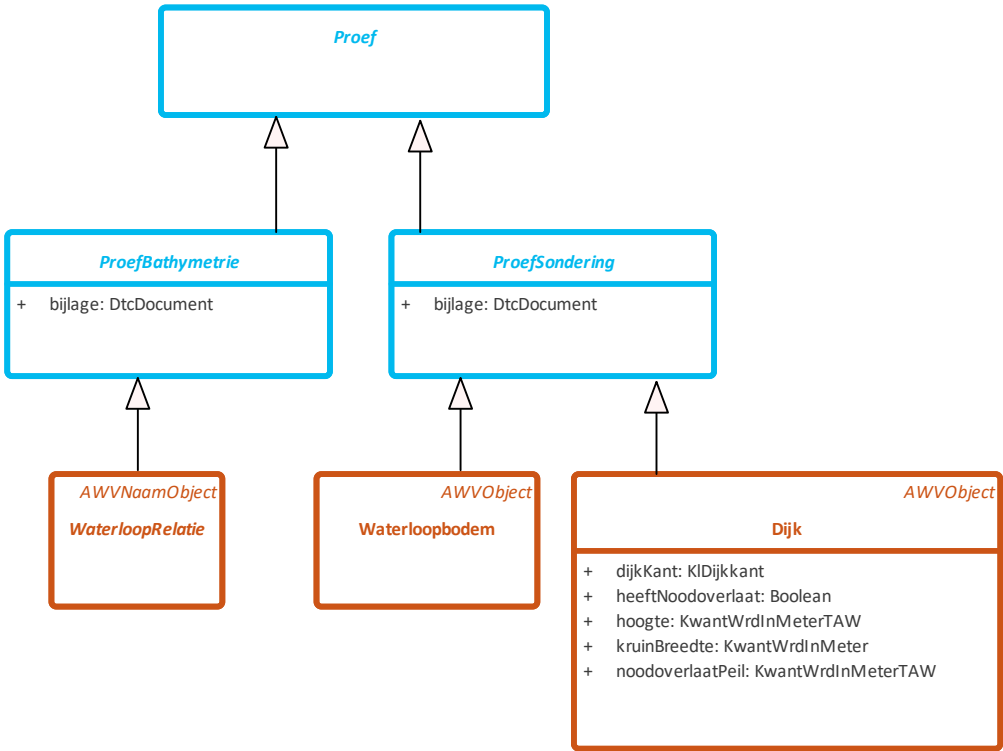 Proef
ProefBathymetrie
+ bijlage: DtcDocument
ProefSondering
+ bijlage: DtcDocument
AWVNaamObject
WaterloopRelatie
AWVObject
Waterloopbodem
AWVObject
Dijk
+ dijkKant: KlDijkkant
+ heeftNoodoverlaat: Boolean
+ hoogte: KwantWrdInMeterTAW
+ kruinBreedte: KwantWrdInMeter
+ noodoverlaatPeil: KwantWrdInMeterTAW